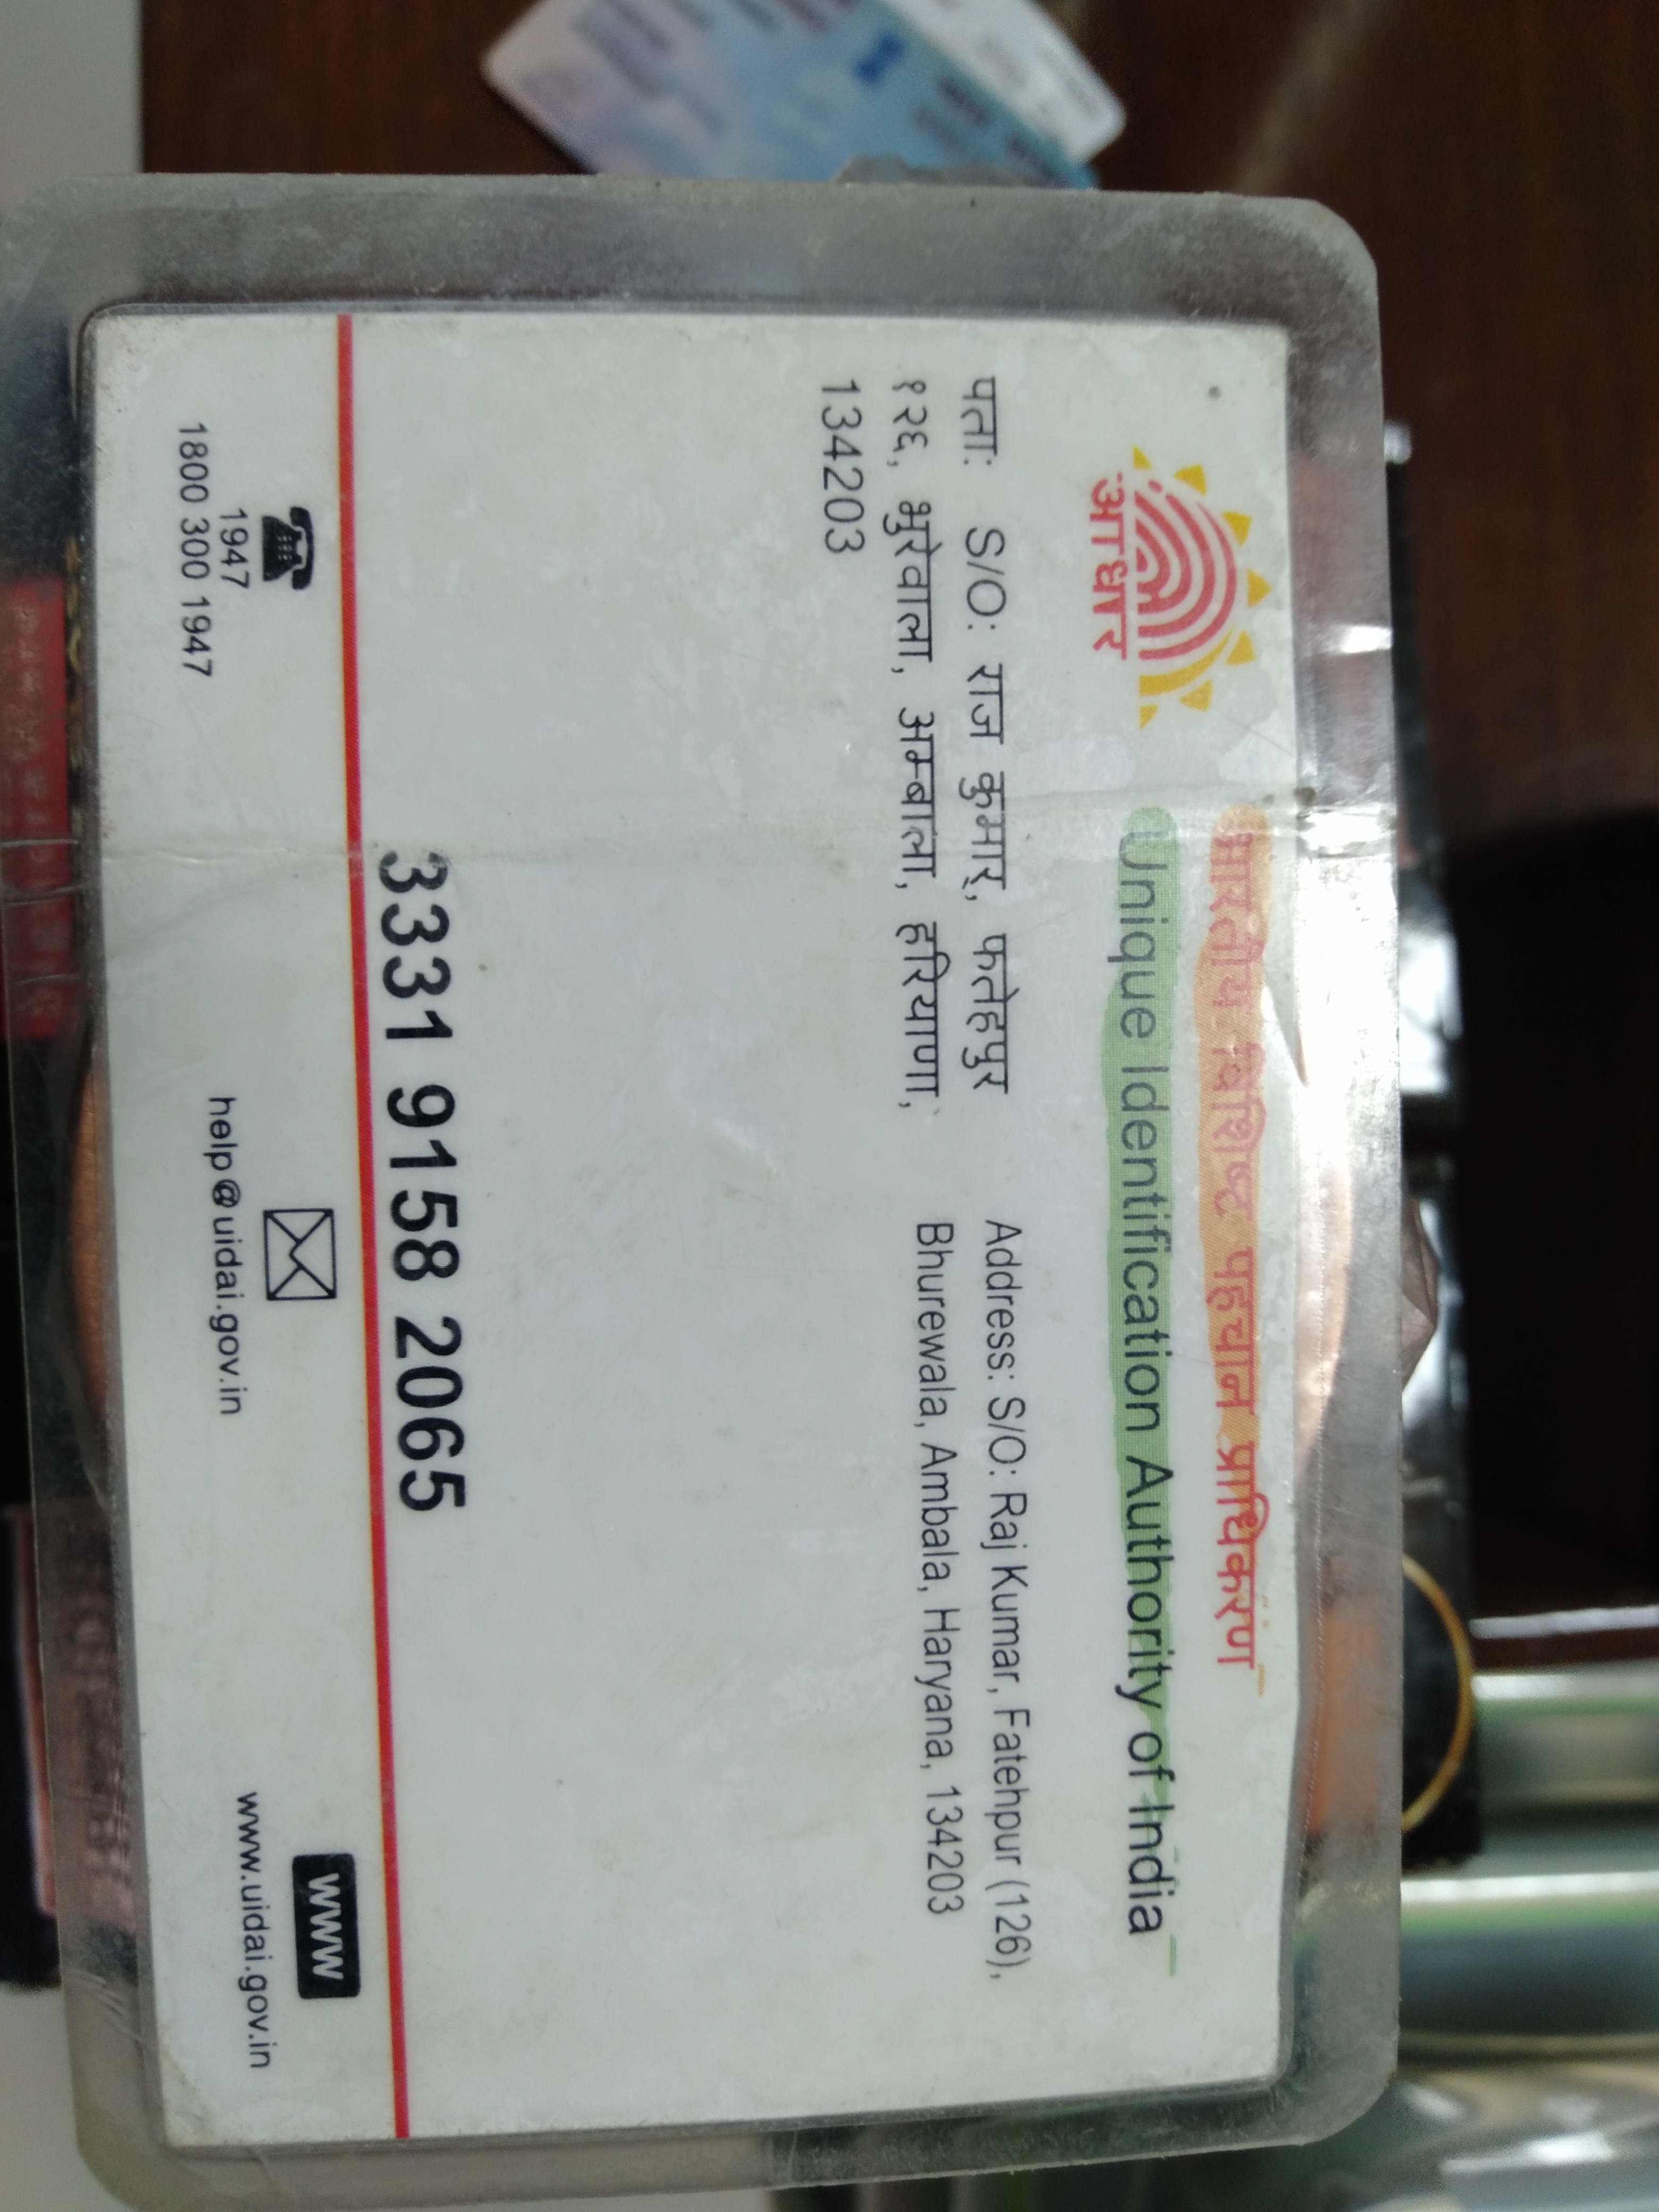 आधार
भारतीय विशिष्ट पहचान प्राधिकरण
Unique Identification Authority of India
पताः S/O: राज कुमार, फतेहपुर
१२६, भुरेवाला, अम्बाला, हरियाणा,
134203
Address: S/O: Raj Kumar, Fatehpur (126),
Bhurewala, Ambala, Haryana, 134203
3331 9158 2065
1947
1800 300 1947
help@uidai.gov.in
WWW
www.uidai.gov.in